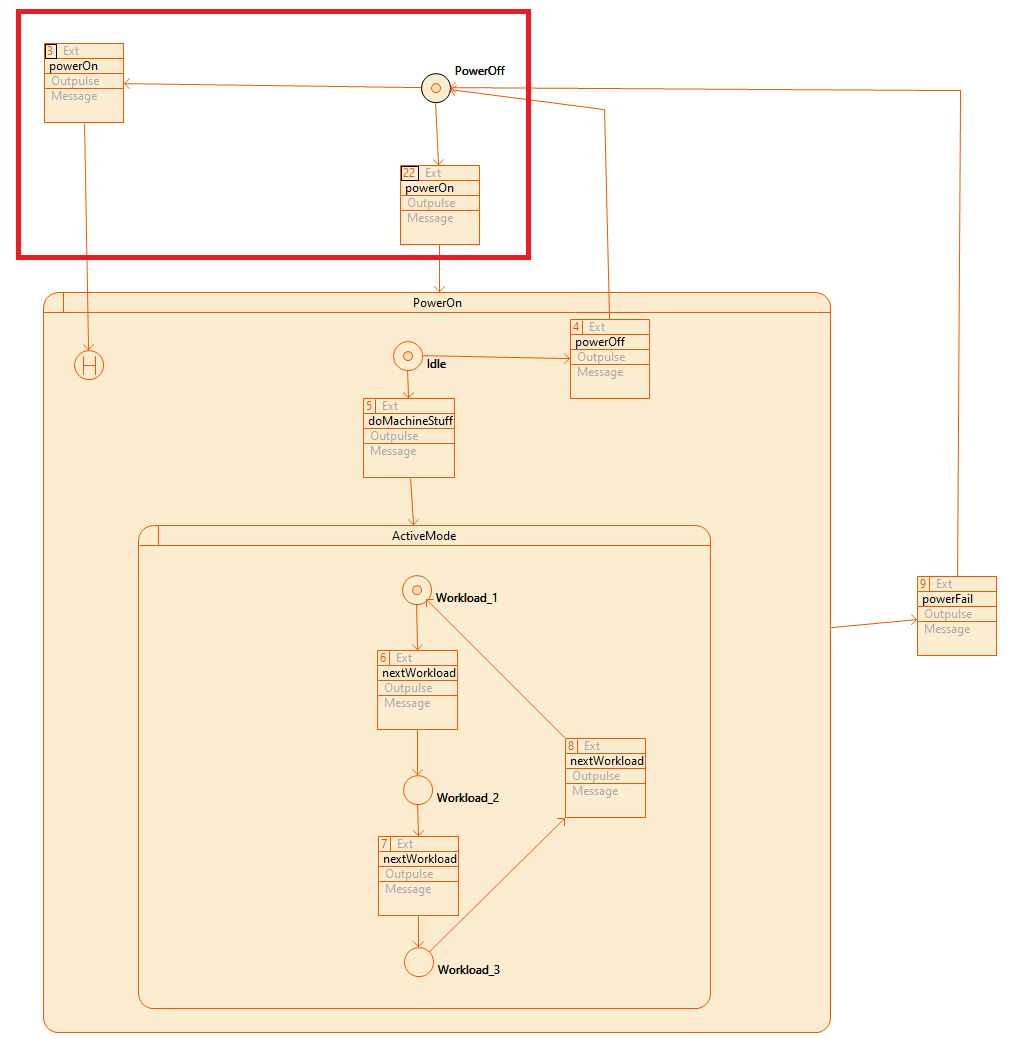 3 Ext
powerOn
Outpulse
Message
PowerOff
22 Ext
powerOn
Outpulse
Message
PowerOn
H
Idle
4 Ext
powerOff
Outpulse
Message
5 Ext
doMachineStuff
Outpulse
Message
ActiveMode
Workload_1
6 Ext
nextWorkload
Outpulse
Message
Workload_2
7 Ext
nextWorkload
Outpulse
Message
Workload_3
8 Ext
nextWorkload
Outpulse
Message
9 Ext
powerFail
Outpulse
Message